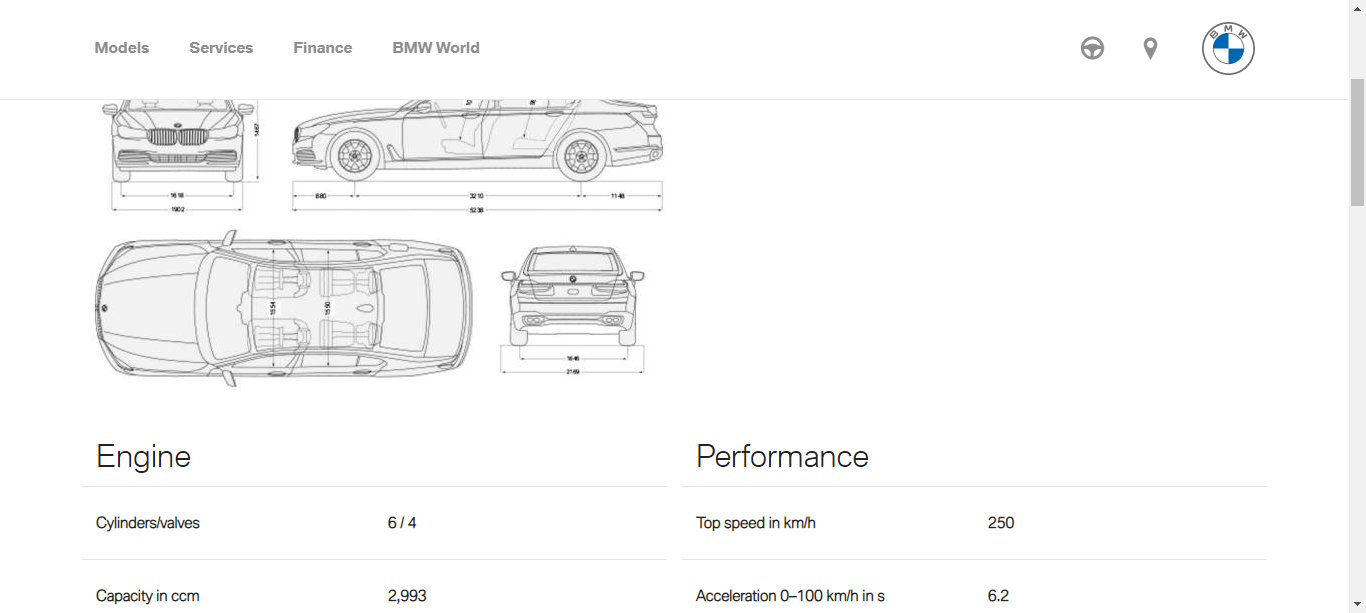 Models Services Finance BMW World
BMW
1467
880 3210 1146
5238
1618
1902
1554 1550
1646
2169
Engine
Cylinders/valves 6 / 4
Capacity in ccm 2,993
Performance
Top speed in km/h 250
Acceleration 0–100 km/h in s 6.2